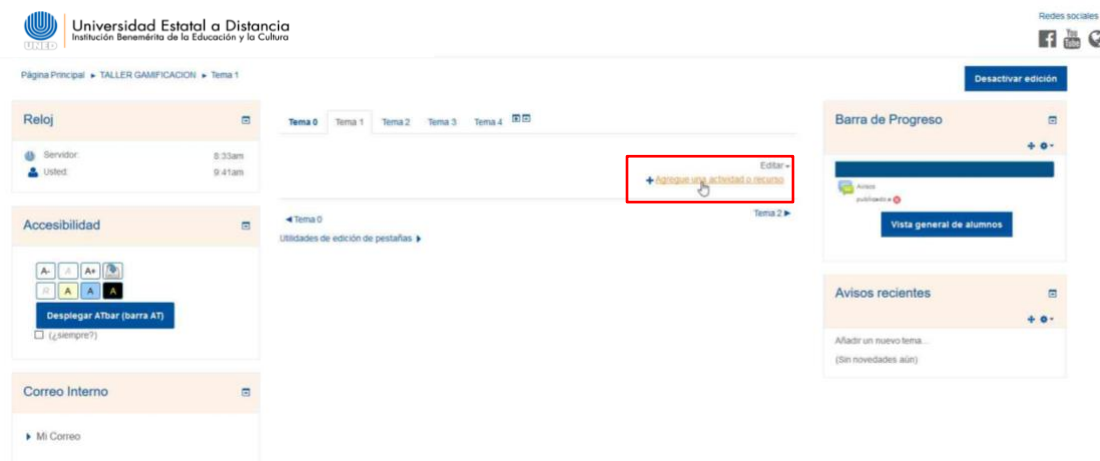 Universidad Estatal a Distancia
Institución Benemérita de la Educación y la Cultura
UNED
Redes sociales
Página Principal ▸ TALLER GAMIFICACION ▸ Tema 1
Desactivar edición
Reloj
Servidor: 8:33am
Usted: 9:41am
Accesibilidad
A- A A+
R A A A
Desplegar ATbar (barra AT)
(¿siempre?)
Correo Interno
Mi Correo
Tema 0 Tema 1 Tema 2 Tema 3 Tema 4
Editar
Agregue una actividad o recurso
◄ Tema 0
Tema 2 ►
Utilidades de edición de pestañas
Barra de Progreso
Avisos
publicado a
Vista general de alumnos
Avisos recientes
Añadir un nuevo tema...
(Sin novedades aún)